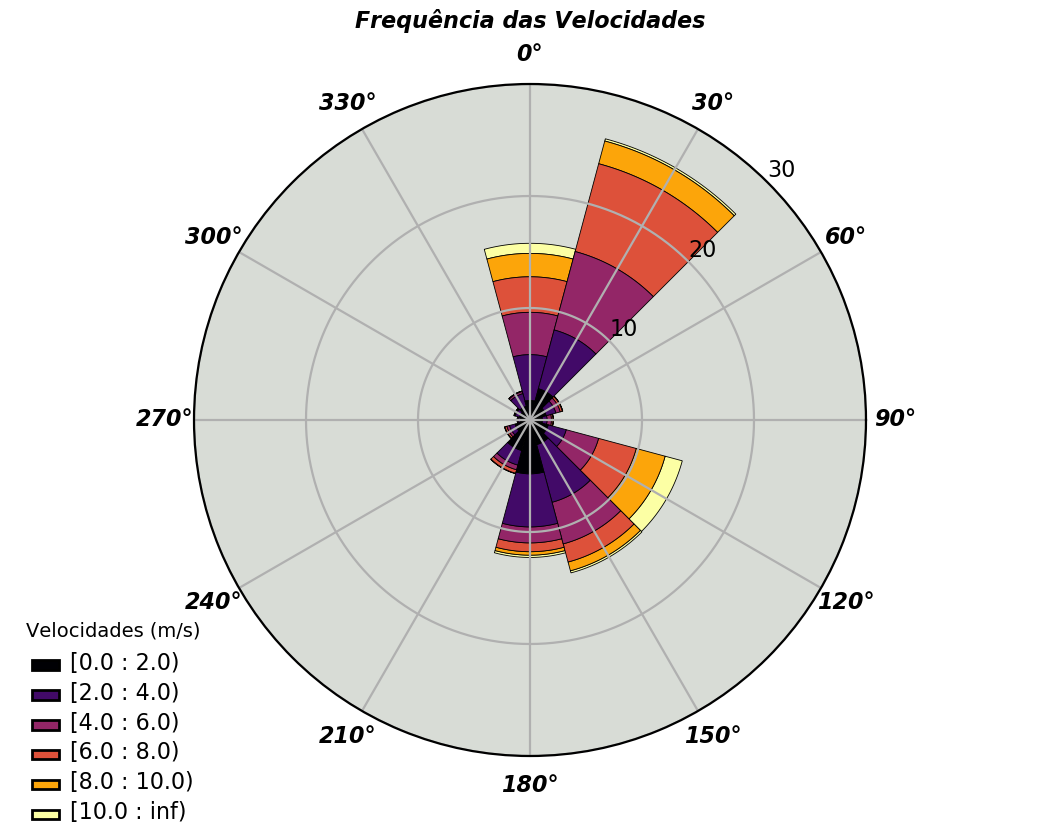 Frequência das Velocidades
0°
330°
30°
30
300°
60°
20
10
270°
90°
240°
120°
210°
150°
180°
Velocidades (m/s)
[0.0 : 2.0)
[2.0 : 4.0)
[4.0 : 6.0)
[6.0 : 8.0)
[8.0 : 10.0)
[10.0 : inf)